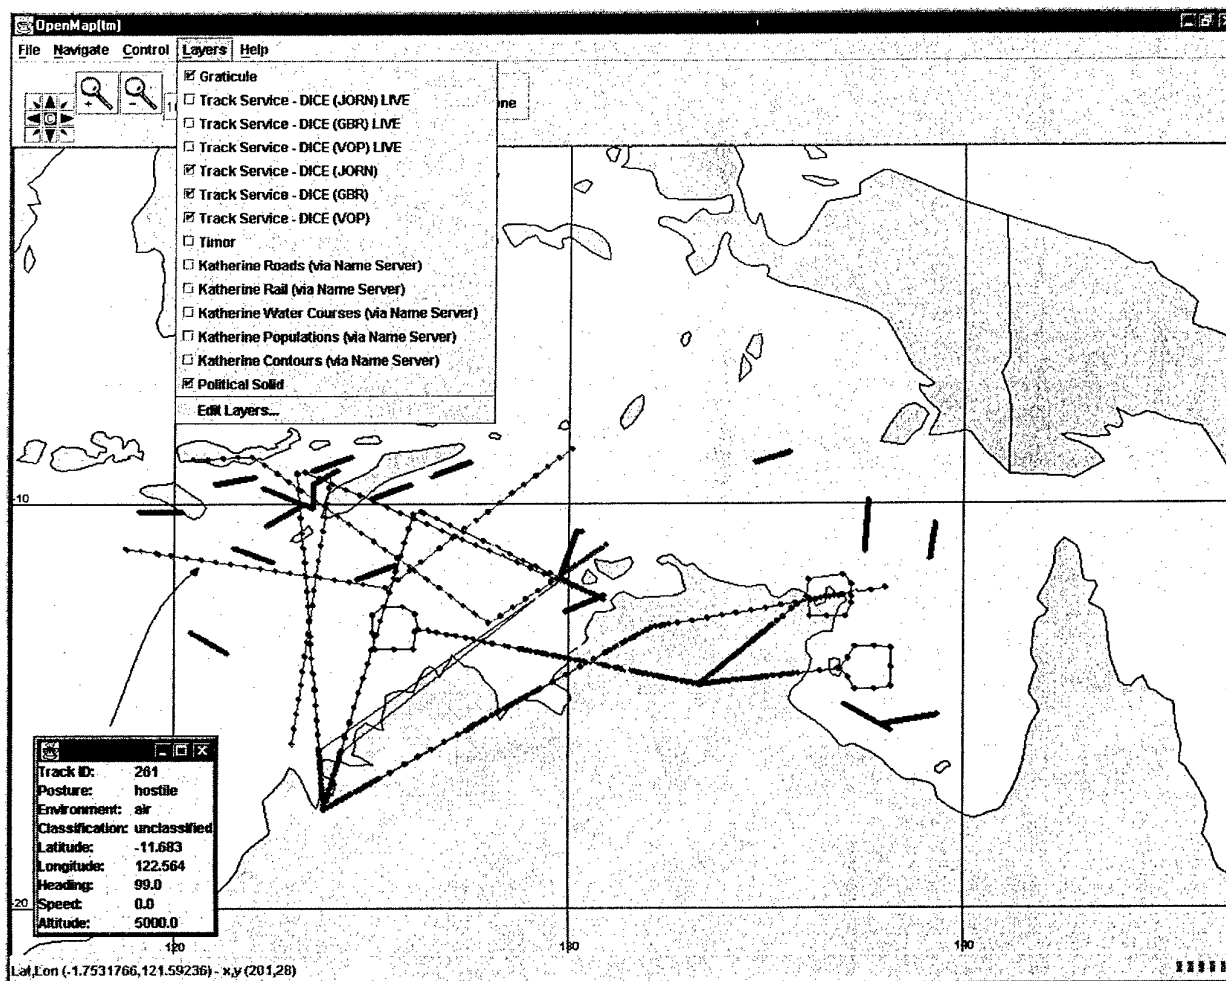 OpenMap(tm)
File Navigate Control Layers Help
Graticule
Track Service - DICE (JORN) LIVE
Track Service - DICE (GBR) LIVE
Track Service - DICE (VOP) LIVE
Track Service - DICE (JORN)
Track Service - DICE (GBR)
Track Service - DICE (VOP)
Timor
Katherine Roads (via Name Server)
Katherine Rail (via Name Server)
Katherine Water Courses (via Name Server)
Katherine Populations (via Name Server)
Katherine Contours (via Name Server)
Political Solid
Edit Layers...
C
-10
Track ID: 261
Posture: hostile
Environment: air
Classification: unclassified
Latitude: -11.683
Longitude: 122.564
Heading: 99.0
Speed: 0.0
Altitude: 5000.0
-20
120
Lat,Lon (-1.7531766,121.59236) - x,y (201,28)